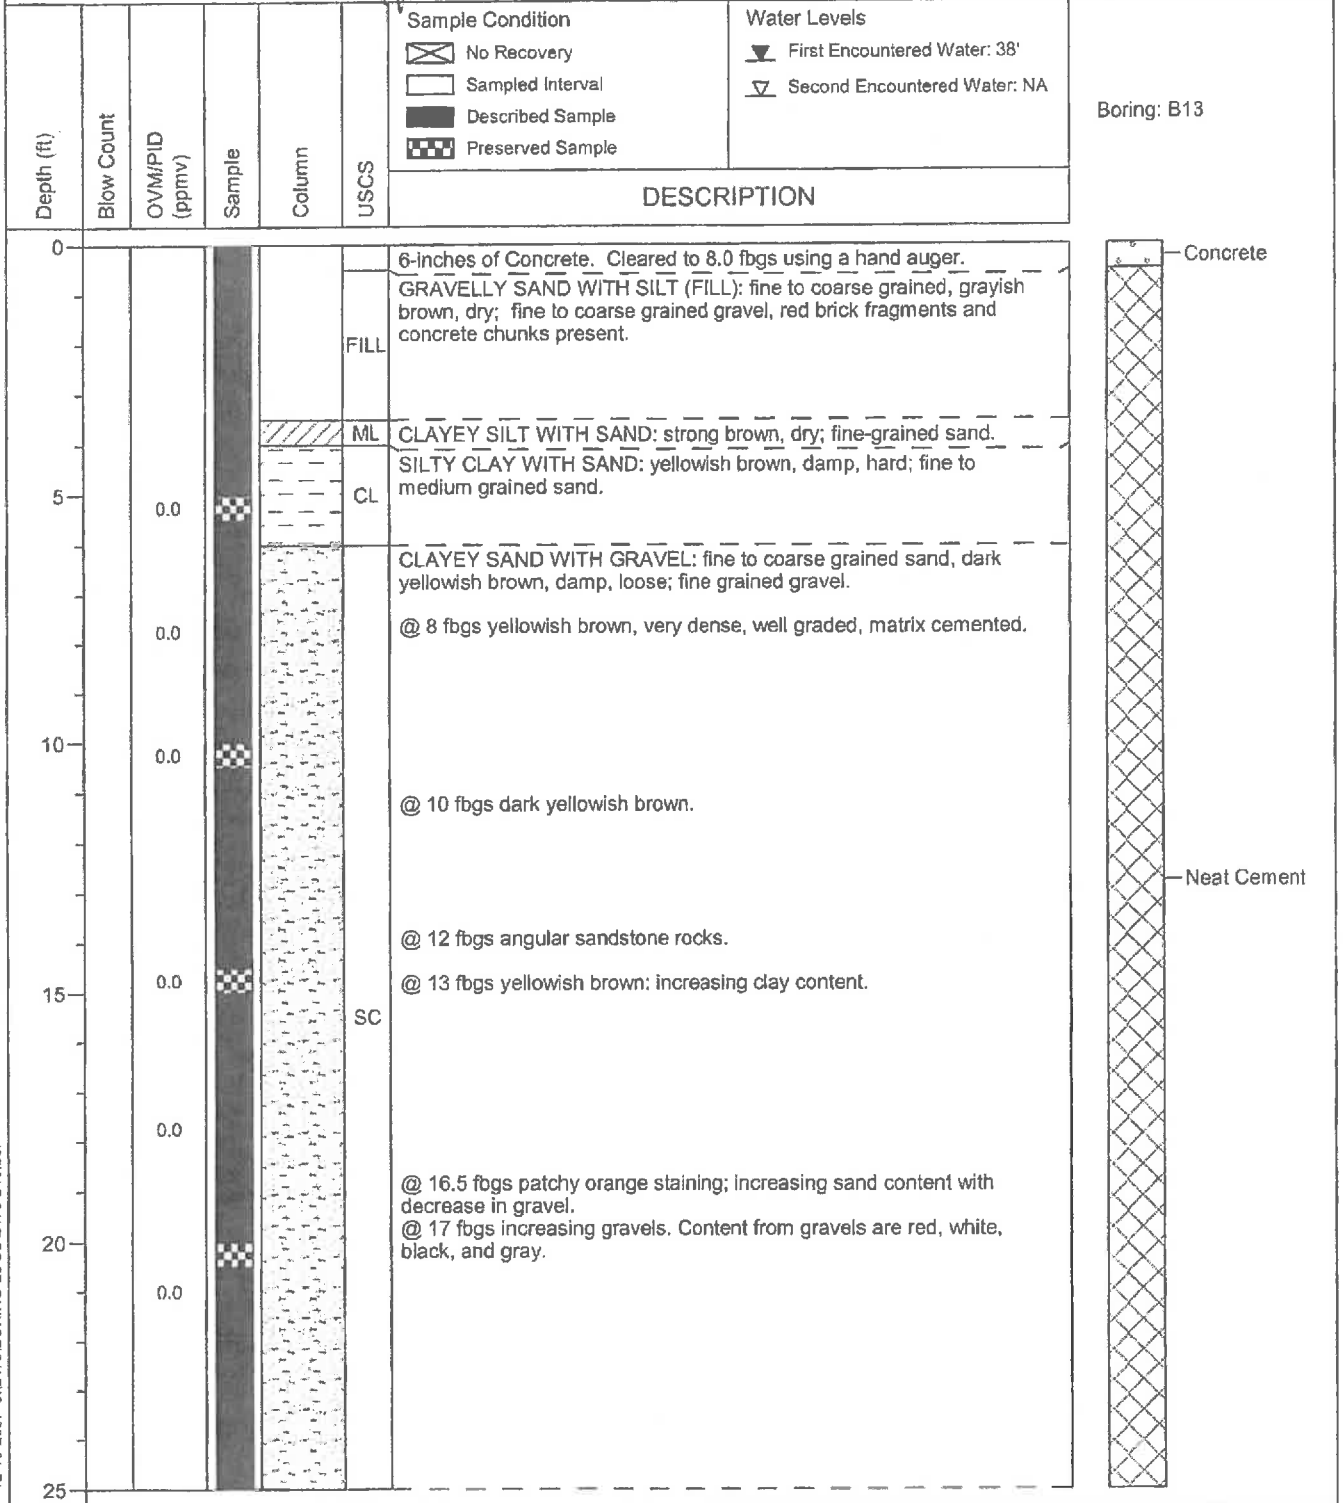 Sample Condition
No Recovery
Sampled Interval
Described Sample
Preserved Sample
Water Levels
First Encountered Water: 38'
Second Encountered Water: NA
Boring: B13
Depth (ft)
Blow Count
OVM/PID
(ppmv)
Sample
Column
USCS
DESCRIPTION
0
6-inches of Concrete. Cleared to 8.0 fbgs using a hand auger.
Concrete
GRAVELLY SAND WITH SILT (FILL): fine to coarse grained, grayish
brown, dry; fine to coarse grained gravel, red brick fragments and
concrete chunks present.
FILL
ML
CLAYEY SILT WITH SAND: strong brown, dry; fine-grained sand.
SILTY CLAY WITH SAND: yellowish brown, damp, hard; fine to
medium grained sand.
CL
5
0.0
CLAYEY SAND WITH GRAVEL: fine to coarse grained sand, dark
yellowish brown, damp, loose; fine grained gravel.
0.0
@ 8 fbgs yellowish brown, very dense, well graded, matrix cemented.
10
0.0
@ 10 fbgs dark yellowish brown.
Neat Cement
@ 12 fbgs angular sandstone rocks.
15
0.0
@ 13 fbgs yellowish brown: increasing clay content.
SC
0.0
@ 16.5 fbgs patchy orange staining; increasing sand content with
decrease in gravel.
@ 17 fbgs increasing gravels. Content from gravels are red, white,
black, and gray.
20
0.0
25